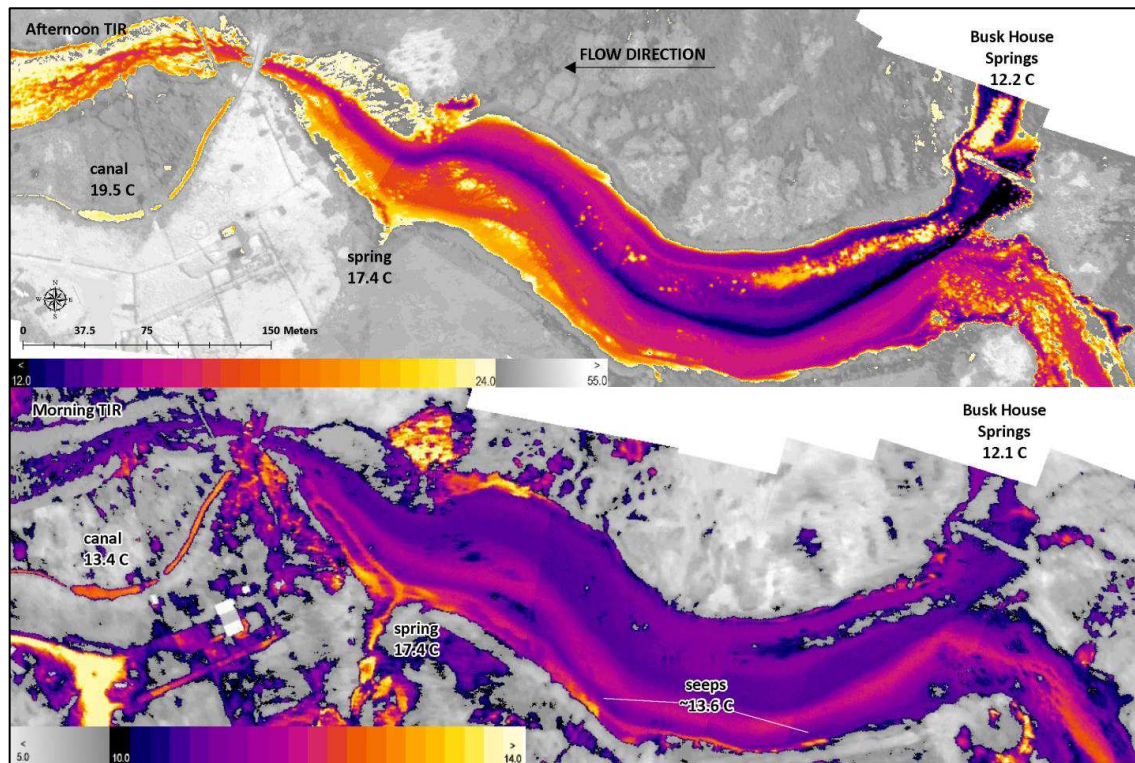 Afternoon TIR
FLOW DIRECTION
Busk House
Springs
12.2 C
canal
19.5 C
spring
17.4 C
N
W E
S
0 37.5 75 150 Meters
< 12.0 24.0 > 55.0
Morning TIR
Busk House
Springs
12.1 C
canal
13.4 C
spring
17.4 C
seeps
~13.6 C
< 5.0 10.0 > 14.0